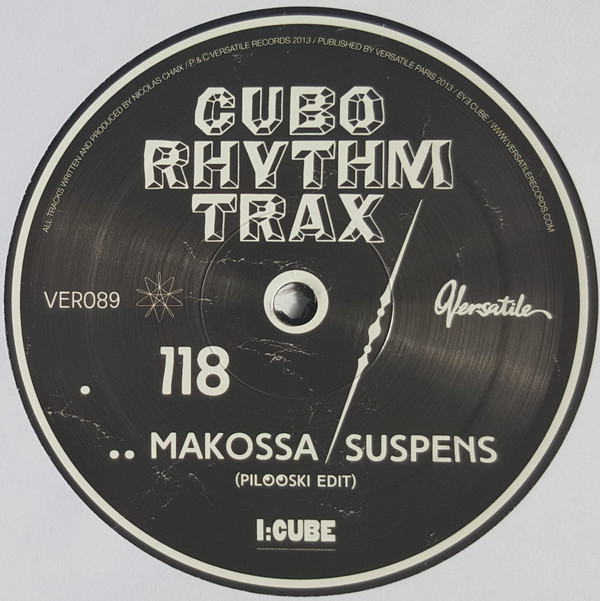 ALL TRACKS WRITTEN AND PRODUCED BY NICOLAS CHAIX / P & C VERSATILE RECORDS 2013 / PUBLISHED BY VERSATILE PARIS 2013 / EYE CUBE / WWW.VERSATILERECORDS.COM
CUBO
RHYTHM
TRAX
VER089
Versatile
. 118
.. MAKOSSA / SUSPENS
(PILOOSKI EDIT)
I:CUBE